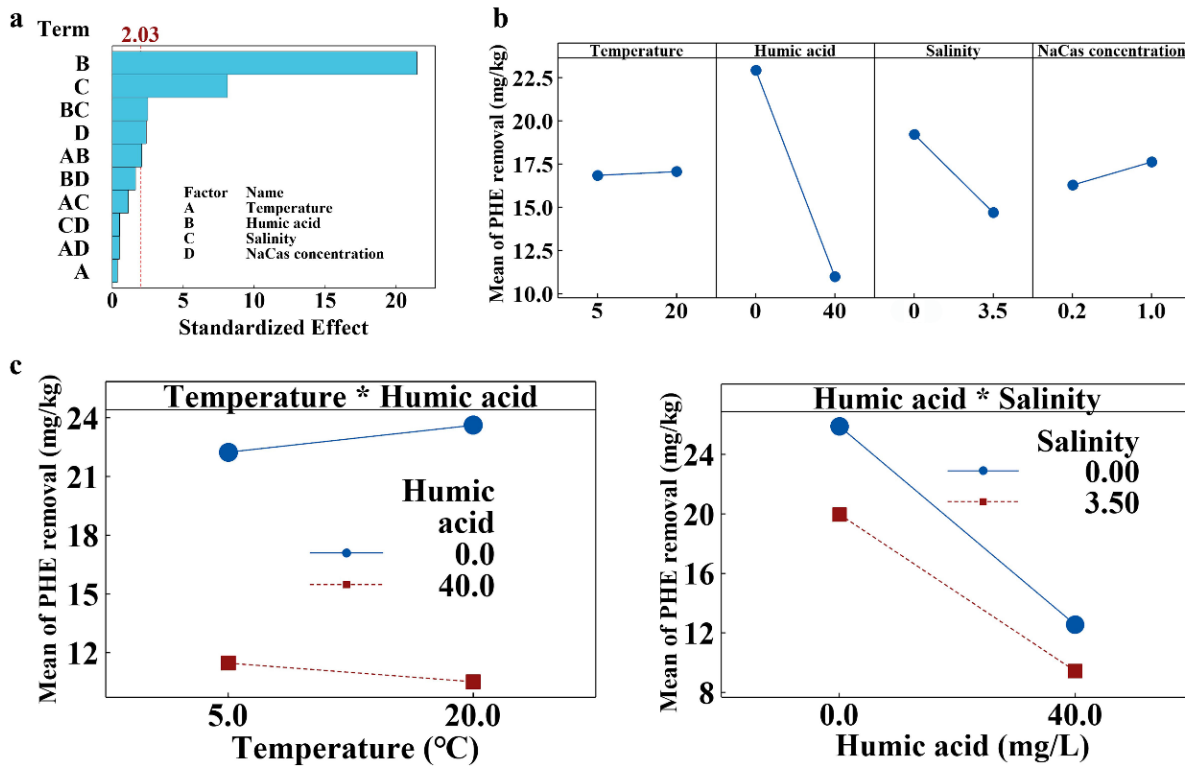 a
Term
2.03
B
C
BC
D
AB
BD
AC
CD
AD
A
Factor Name
A Temperature
B Humic acid
C Salinity
D NaCas concentration
0 5 10 15 20
Standardized Effect
b
Temperature Humic acid Salinity NaCas concentration
Mean of PHE removal (mg/kg)
22.5
20.0
17.5
15.0
12.5
10.0
5 20 0 40 0 3.5 0.2 1.0
c
Temperature * Humic acid
Mean of PHE removal (mg/kg)
24
21
18
15
12
Humic
acid
0.0
40.0
5.0 20.0
Temperature (°C)
Humic acid * Salinity
Mean of PHE removal (mg/kg)
24
20
16
12
8
Salinity
0.00
3.50
0.0 40.0
Humic acid (mg/L)